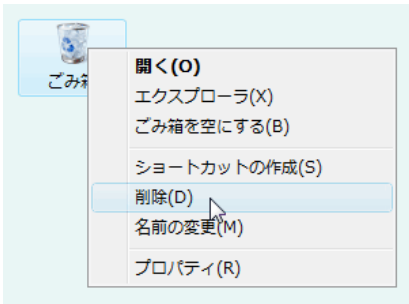 ごみ箱
開く(O)
エクスプローラ(X)
ごみ箱を空にする(B)
ショートカットの作成(S)
削除(D)
名前の変更(M)
プロパティ(R)